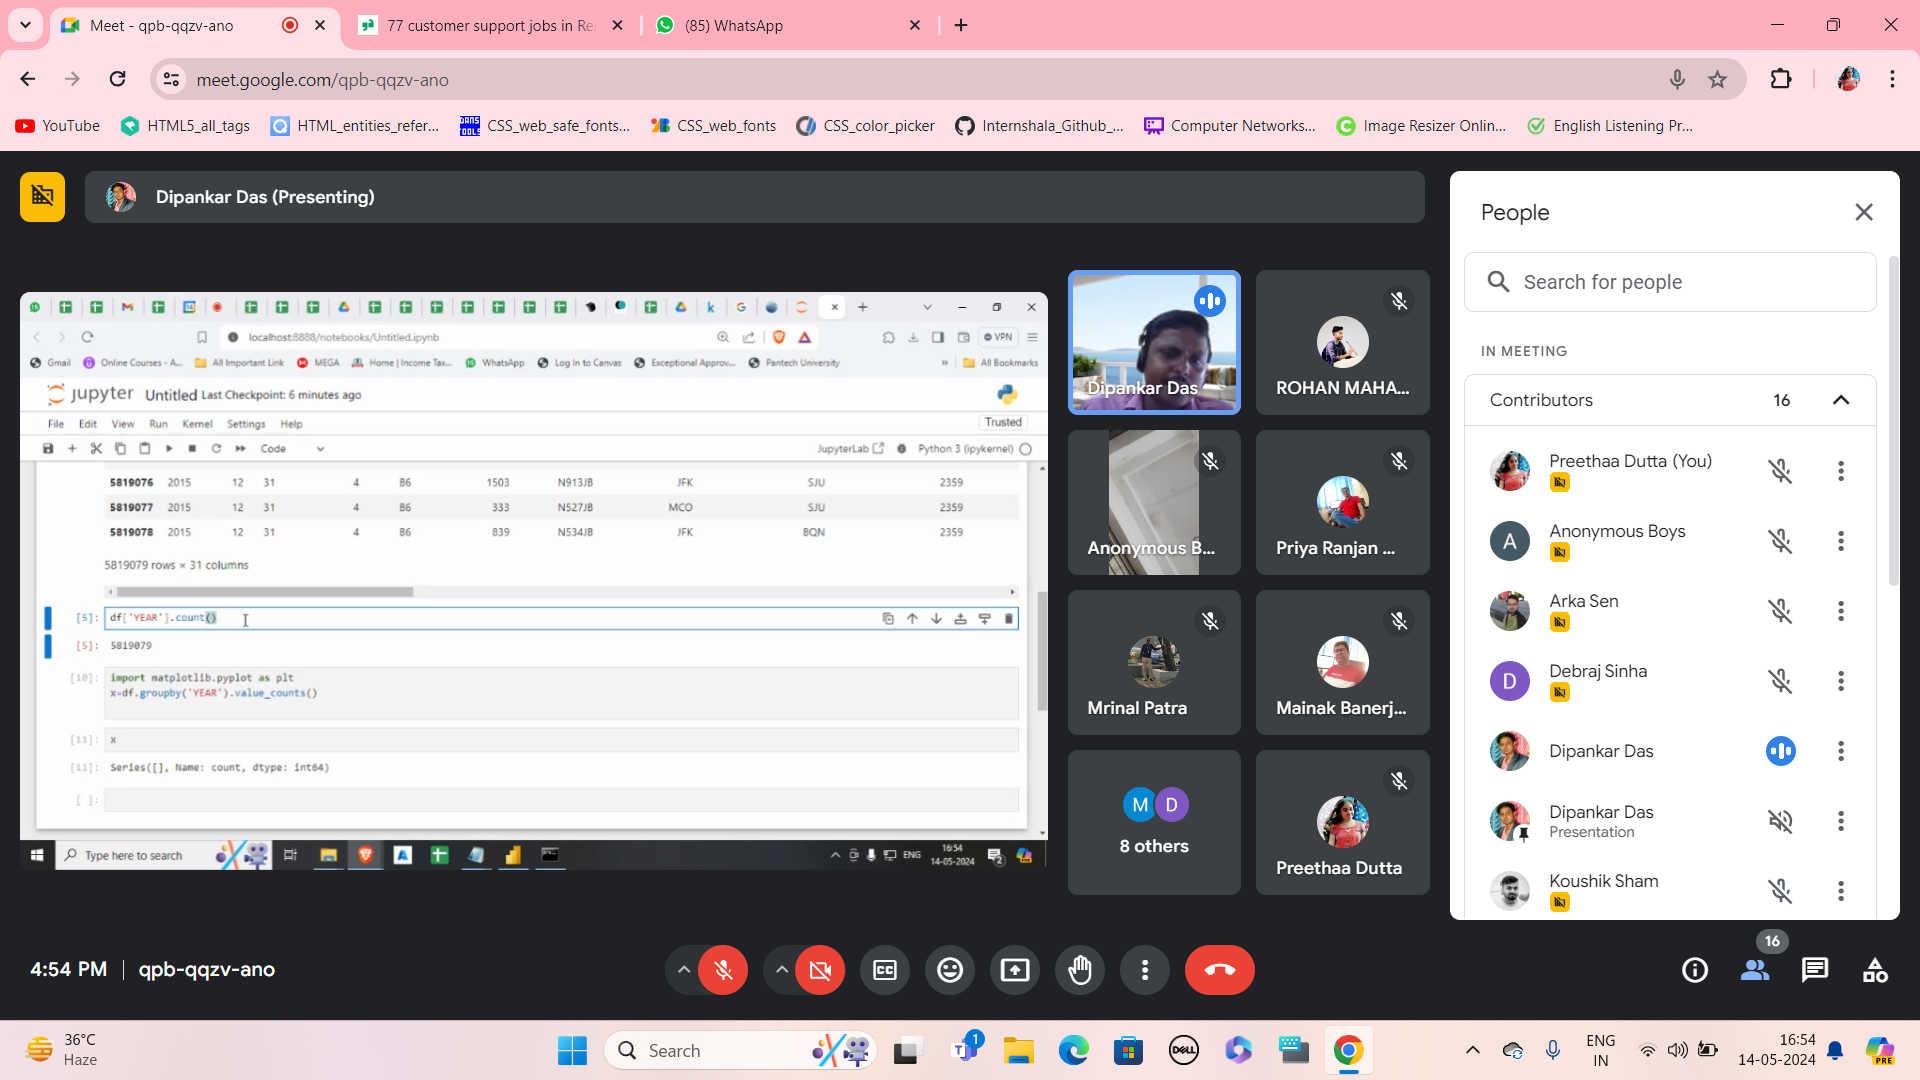 Meet - qpb-qqzv-ano
77 customer support jobs in Re
(85) WhatsApp
meet.google.com/qpb-qqzv-ano
YouTube
HTML5_all_tags
HTML_entities_refer...
CSS_web_safe_fonts...
CSS_web_fonts
CSS_color_picker
Internshala_Github_...
Computer Networks...
Image Resizer Onlin...
English Listening Pr...
Dipankar Das (Presenting)
localhost:8888/notebooks/Untitled.ipynb
VPN
Gmail
Online Courses - A...
All Important Link
MEGA
Home | Income Tax...
WhatsApp
Log In to Canvas
Exceptional Approv...
Pantech University
»
All Bookmarks
jupyter Untitled Last Checkpoint: 6 minutes ago
File Edit View Run Kernel Settings Help
Trusted
Code
JupyterLab
Python 3 (ipykernel)
5819076 2015 12 31 4 B6 1503 N913JB JFK SJU 2359
5819077 2015 12 31 4 B6 333 N527JB MCO SJU 2359
5819078 2015 12 31 4 B6 839 N534JB JFK BQN 2359
5819079 rows × 31 columns
[5]: df['YEAR'].count()
[5]: 5819079
[10]: import matplotlib.pyplot as plt
x=df.groupby('YEAR').value_counts()
[11]: x
[11]: Series([], Name: count, dtype: int64)
[ ]:
Type here to search
ENG
16:54
14-05-2024
2
Dipankar Das
ROHAN MAHA...
Anonymous B...
Priya Ranjan ...
Mrinal Patra
Mainak Banerj...
M D
8 others
Preethaa Dutta
People
Search for people
IN MEETING
Contributors 16
Preethaa Dutta (You)
A
Anonymous Boys
Arka Sen
D
Debraj Sinha
Dipankar Das
Dipankar Das
Presentation
Koushik Sham
4:54 PM
qpb-qqzv-ano
CC
16
36°C
Haze
Search
1
DELL
ENG
IN
16:54
14-05-2024
PRE